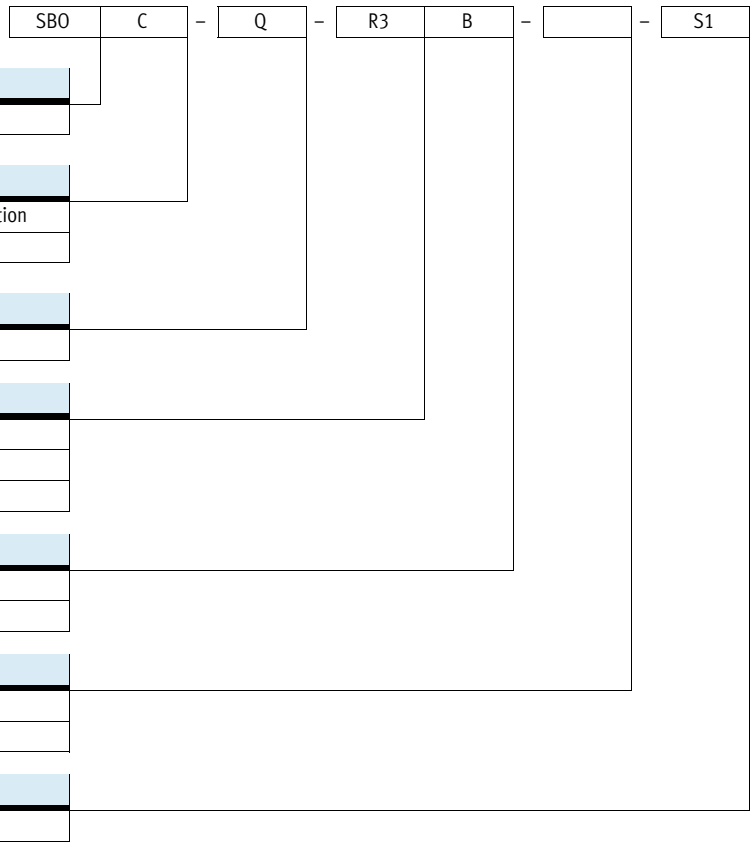 SBO C – Q – R3 B – – S1
tion